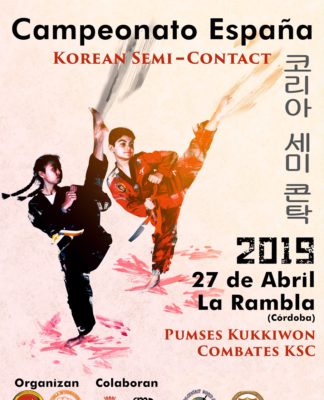 Campeonato España
KOREAN SEMI-CONTACT
코리아 세미 콘탁
2019
27 de Abril
La Rambla
(Córdoba)
PUMSES KUKKIWON
COMBATES KSC
Organizan Colaboran